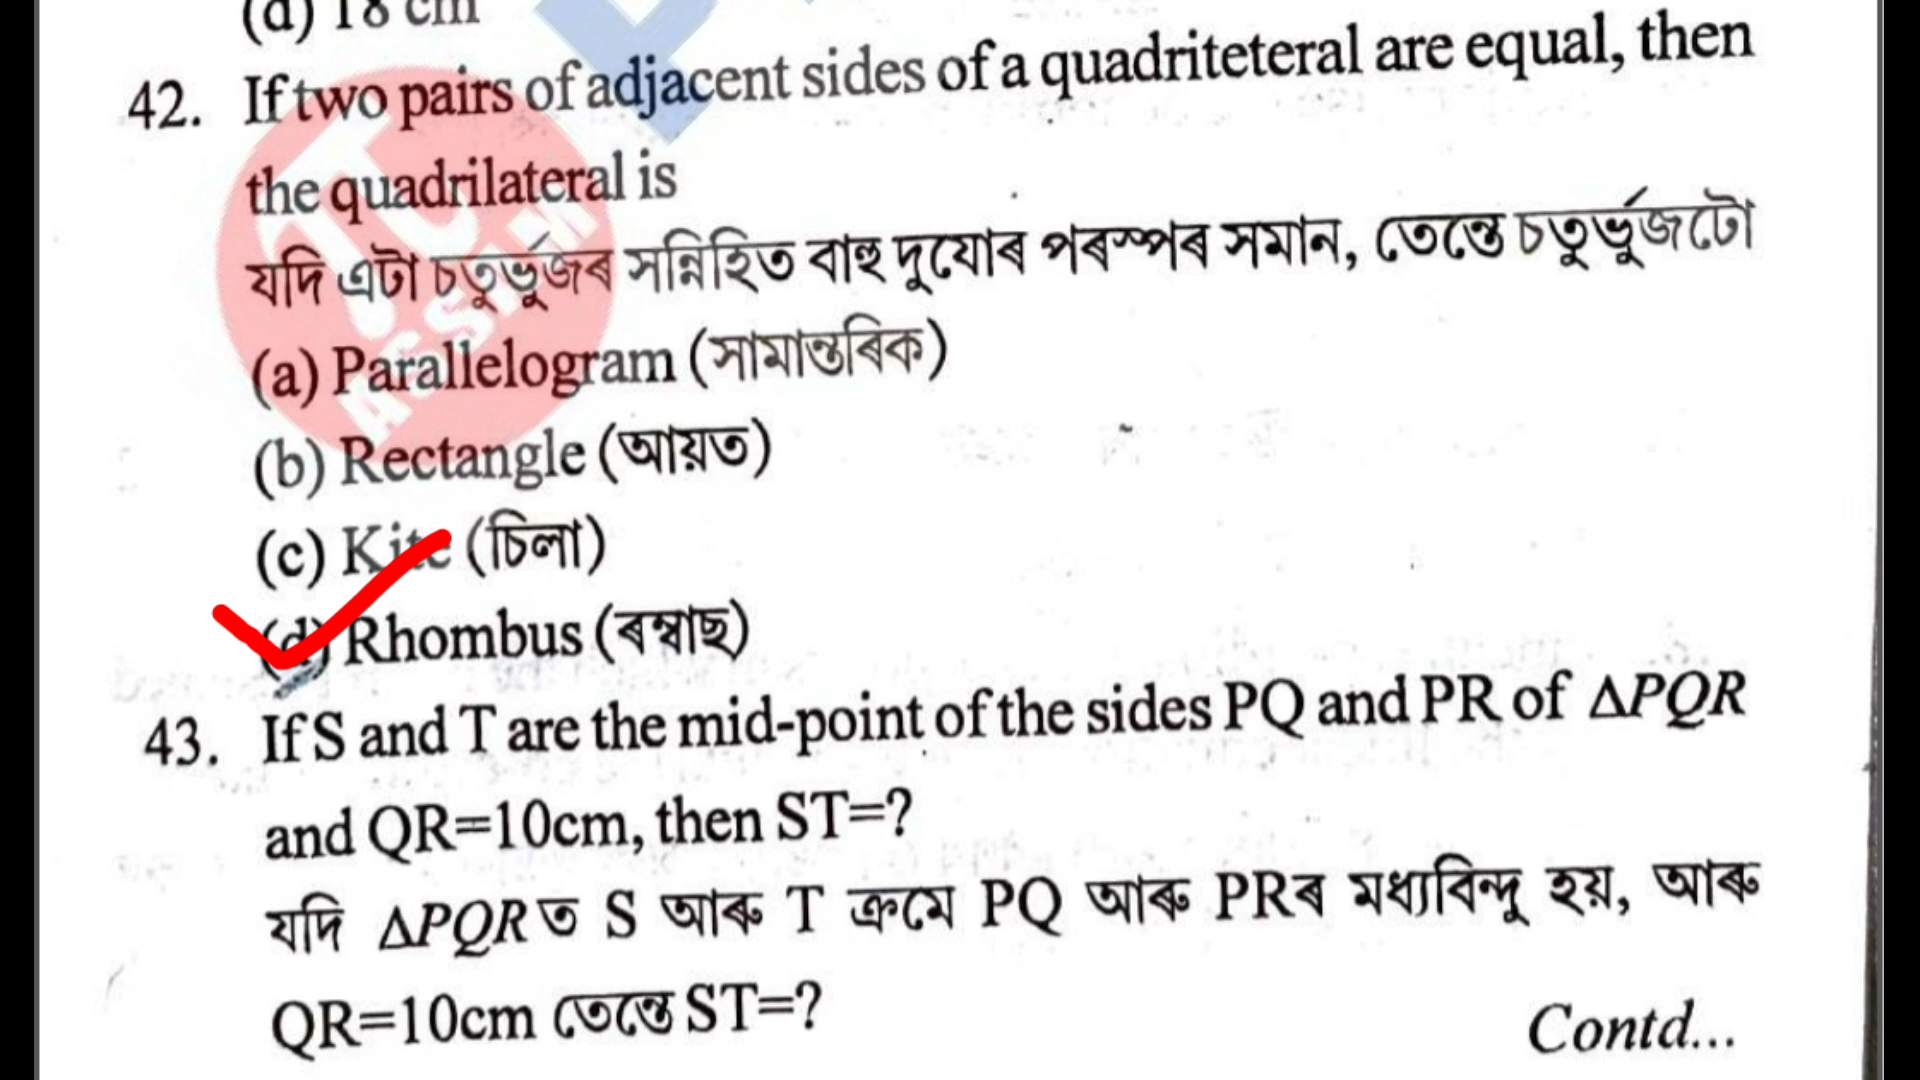 (d) 18 cm
42. If two pairs of adjacent sides of a quadriteteral are equal, then
the quadrilateral is
যদি এটা চতুৰ্ভুজৰ সন্নিহিত বাহু দুযোৰ পৰস্পৰ সমান, তেন্তে চতুৰ্ভুজটো
(a) Parallelogram (সামান্তৰিক)
(b) Rectangle (আয়ত)
(c) Kite (চিলা)
(d) Rhombus (ৰম্বাছ)
43. If S and T are the mid-point of the sides PQ and PR of ΔPQR
and QR=10cm, then ST=?
যদি ΔPQR ত S আৰু T ক্ৰমে PQ আৰু PRৰ মধ্যবিন্দু হয়, আৰু
QR=10cm তেন্তে ST=?
Contd...